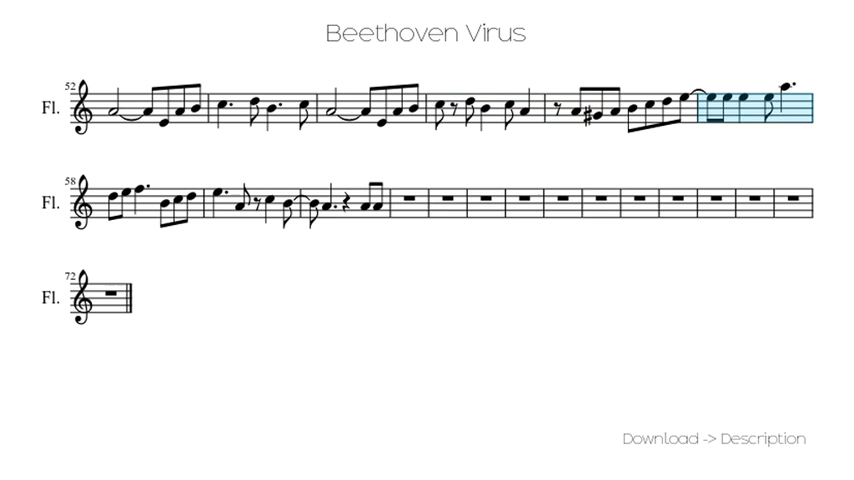 Beethoven Virus
52
Fl.
58
Fl.
72
Fl.
Download -> Description